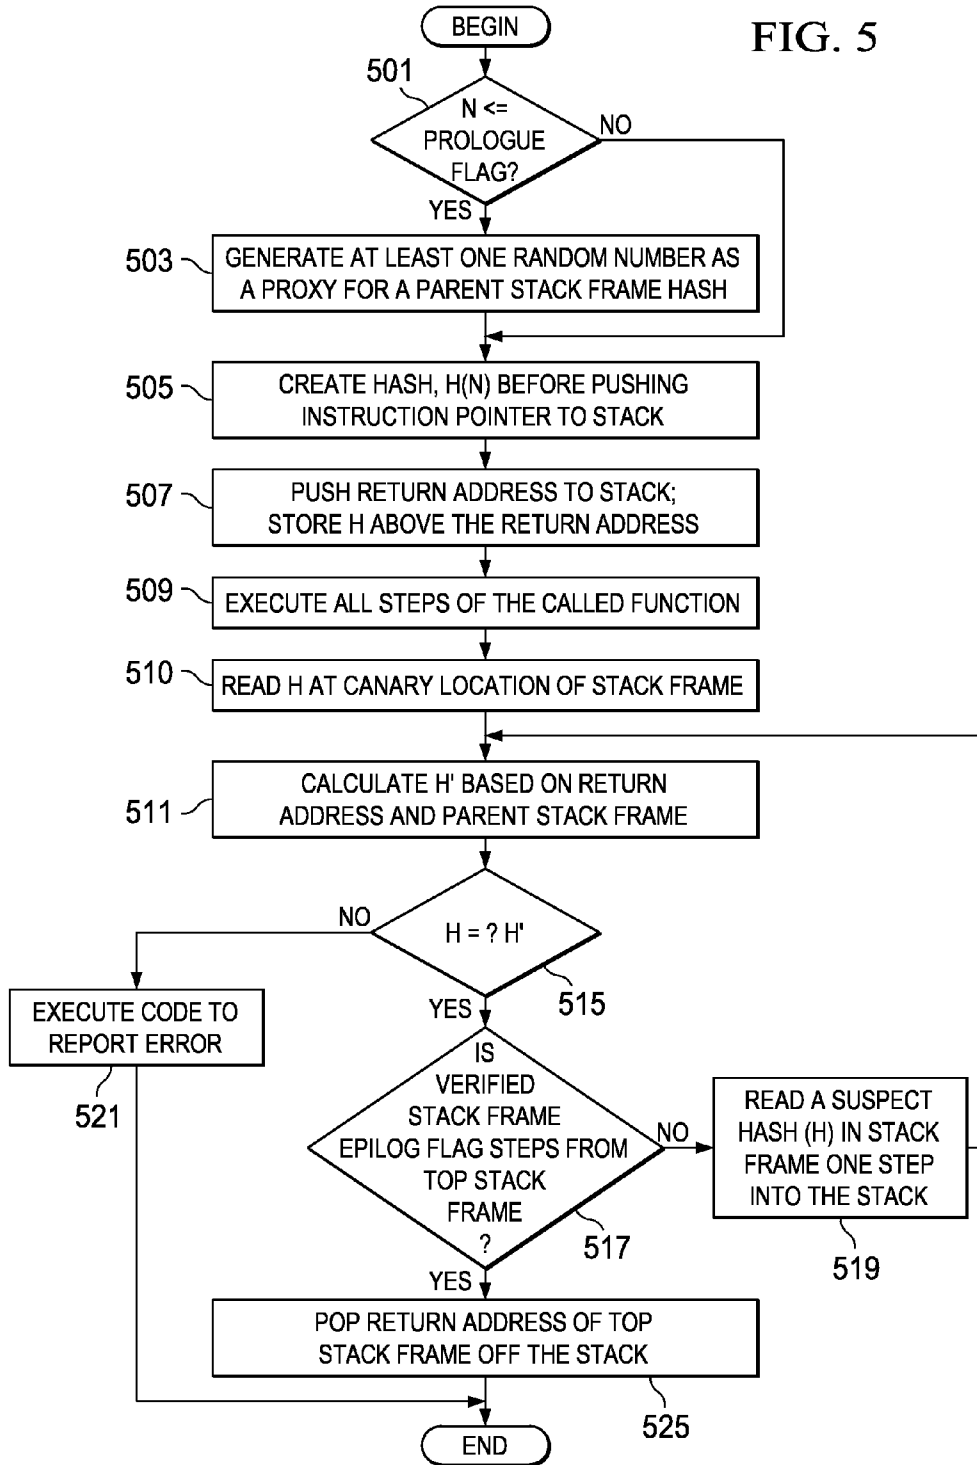 BEGIN
FIG. 5
501
N <=
PROLOGUE
FLAG?
NO
YES
503
GENERATE AT LEAST ONE RANDOM NUMBER AS
A PROXY FOR A PARENT STACK FRAME HASH
505
CREATE HASH, H(N) BEFORE PUSHING
INSTRUCTION POINTER TO STACK
507
PUSH RETURN ADDRESS TO STACK;
STORE H ABOVE THE RETURN ADDRESS
509
EXECUTE ALL STEPS OF THE CALLED FUNCTION
510
READ H AT CANARY LOCATION OF STACK FRAME
511
CALCULATE H' BASED ON RETURN
ADDRESS AND PARENT STACK FRAME
NO
H = ? H'
515
YES
EXECUTE CODE TO
REPORT ERROR
521
IS
VERIFIED
STACK FRAME
EPILOG FLAG STEPS FROM
TOP STACK
FRAME
?
NO
517
YES
READ A SUSPECT
HASH (H) IN STACK
FRAME ONE STEP
INTO THE STACK
519
POP RETURN ADDRESS OF TOP
STACK FRAME OFF THE STACK
525
END